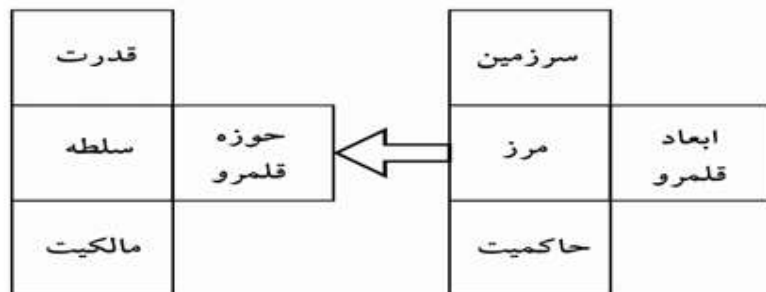 ابعاد
قلمرو
سرزمین
مرز
حاکمیت
حوزه
قلمرو
قدرت
سلطه
مالکیت